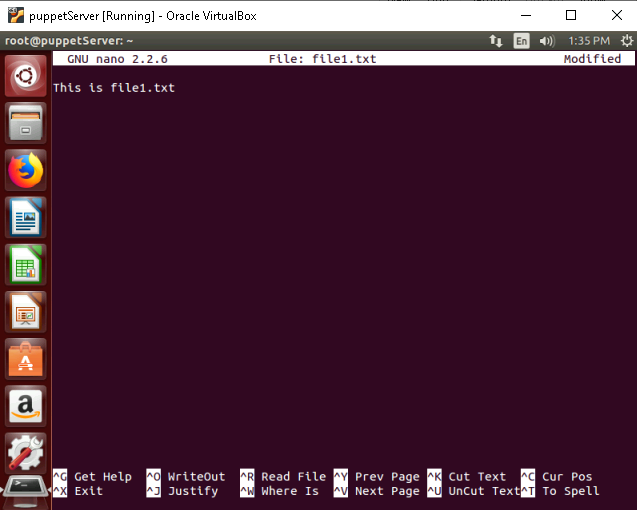 puppetServer [Running] - Oracle VirtualBox
root@puppetServer: ~ En 1:35 PM
GNU nano 2.2.6 File: file1.txt Modified
This is file1.txt
^G Get Help ^O WriteOut ^R Read File ^Y Prev Page ^K Cut Text ^C Cur Pos
^X Exit ^J Justify ^W Where Is ^V Next Page ^U UnCut Text ^T To Spell